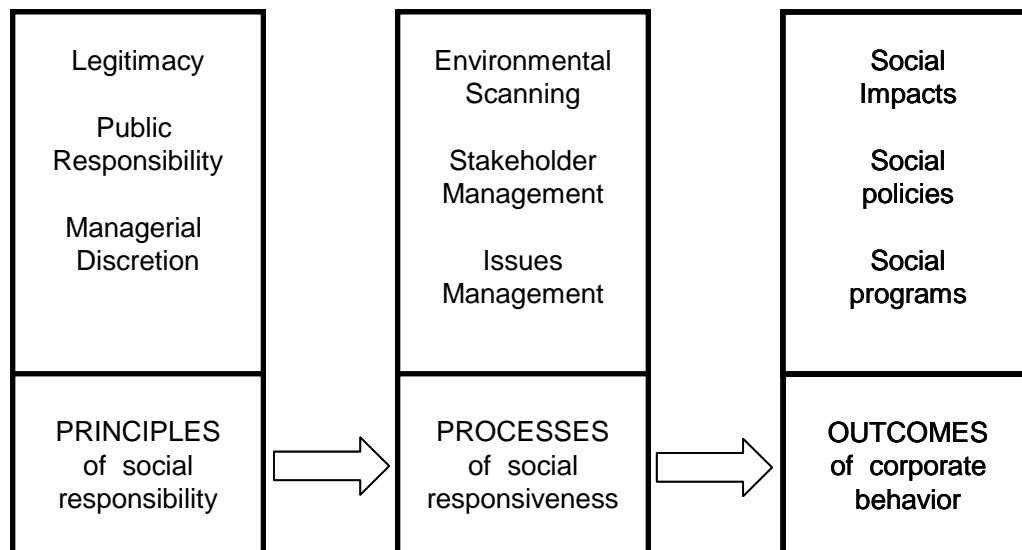 Legitimacy
Public
Responsibility
Managerial
Discretion
PRINCIPLES
of social
responsibility
Environmental
Scanning
Stakeholder
Management
Issues
Management
PROCESSES
of social
responsiveness
Social
Impacts
Social
policies
Social
programs
OUTCOMES
of corporate
behavior